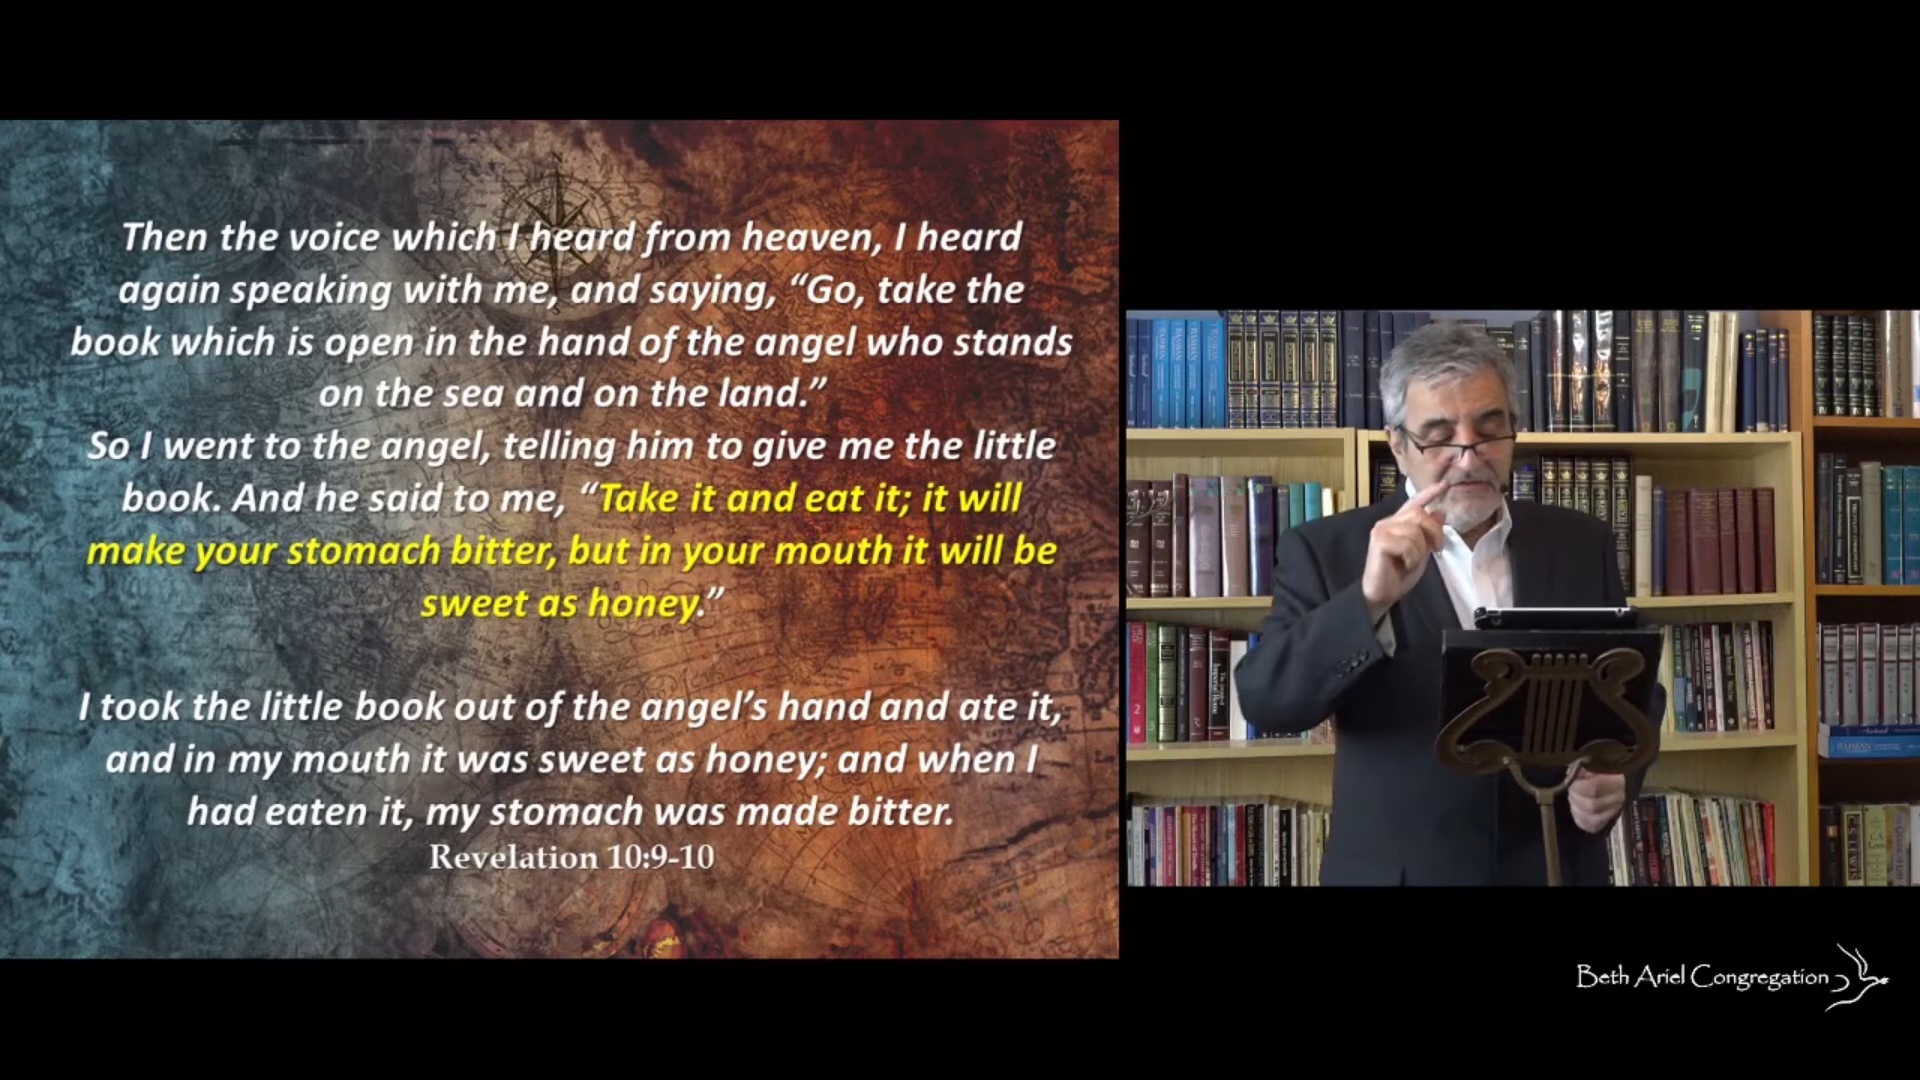 Then the voice which I heard from heaven, I heard
again speaking with me, and saying, “Go, take the
book which is open in the hand of the angel who stands
on the sea and on the land.”
So I went to the angel, telling him to give me the little
book. And he said to me, “Take it and eat it; it will
make your stomach bitter, but in your mouth it will be
sweet as honey.”
I took the little book out of the angel’s hand and ate it,
and in my mouth it was sweet as honey; and when I
had eaten it, my stomach was made bitter.
Revelation 10:9-10
Beth Ariel Congregation